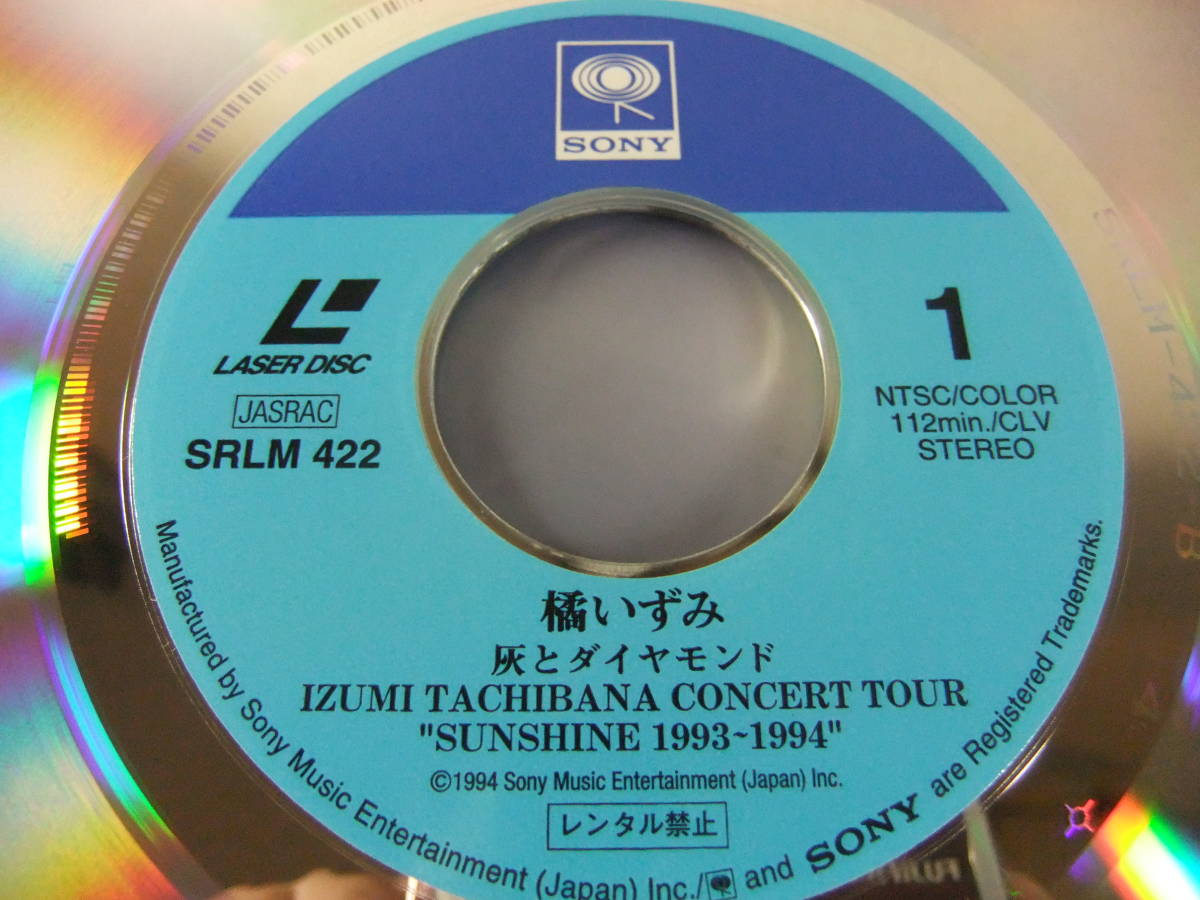 SONY
LASER DISC
JASRAC
SRLM 422
1
NTSC/COLOR
112min./CLV
STEREO
橘いずみ
灰とダイヤモンド
IZUMI TACHIBANA CONCERT TOUR
"SUNSHINE 1993~1994"
©1994 Sony Music Entertainment (Japan) Inc.
レンタル禁止
Manufactured by Sony Music Entertainment (Japan) Inc./ and SONY are Registered Trademarks.